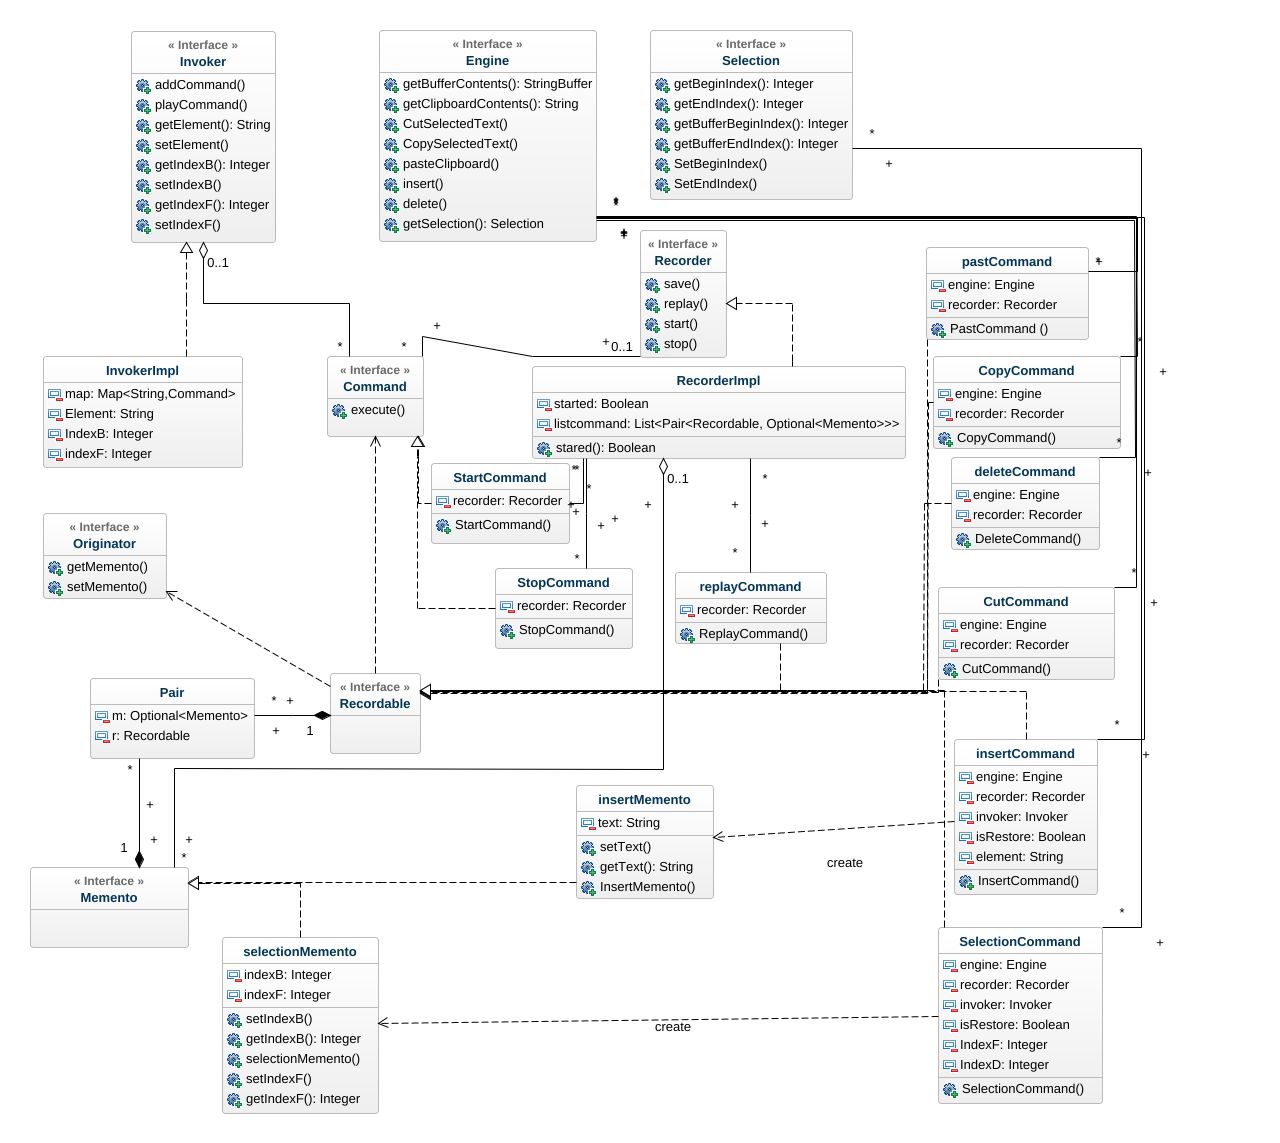 « Interface »
Invoker
addCommand()
playCommand()
getElement(): String
setElement()
getIndexB(): Integer
setIndexB()
getIndexF(): Integer
setIndexF()
« Interface »
Engine
getBufferContents(): StringBuffer
getClipboardContents(): String
CutSelectedText()
CopySelectedText()
pasteClipboard()
insert()
delete()
getSelection(): Selection
« Interface »
Selection
getBeginIndex(): Integer
getEndIndex(): Integer
getBufferBeginIndex(): Integer
getBufferEndIndex(): Integer
SetBeginIndex()
SetEndIndex()
*
+
*
+
0..1
*
« Interface »
Recorder
save()
replay()
start()
stop()
+
*
+
0..1
pastCommand
engine: Engine
recorder: Recorder
PastCommand ()
*
+
InvokerImpl
map: Map<String,Command>
Element: String
IndexB: Integer
indexF: Integer
« Interface »
Command
execute()
RecorderImpl
started: Boolean
listcommand: List<Pair<Recordable, Optional<Memento>>>
stared(): Boolean
CopyCommand
engine: Engine
recorder: Recorder
CopyCommand()
*
+
*
StartCommand
recorder: Recorder
StartCommand()
**
*
+
+
+
+
*
0..1
+
*
+
+
*
deleteCommand
engine: Engine
recorder: Recorder
DeleteCommand()
+
*
+
« Interface »
Originator
getMemento()
setMemento()
StopCommand
recorder: Recorder
StopCommand()
replayCommand
recorder: Recorder
ReplayCommand()
CutCommand
engine: Engine
recorder: Recorder
CutCommand()
Pair
m: Optional<Memento>
r: Recordable
*
+
+
1
« Interface »
Recordable
*
+
insertCommand
engine: Engine
recorder: Recorder
invoker: Invoker
isRestore: Boolean
element: String
InsertCommand()
*
+
+
1
+
*
« Interface »
Memento
insertMemento
text: String
setText()
getText(): String
InsertMemento()
create
*
+
selectionMemento
indexB: Integer
indexF: Integer
setIndexB()
getIndexB(): Integer
selectionMemento()
setIndexF()
getIndexF(): Integer
create
SelectionCommand
engine: Engine
recorder: Recorder
invoker: Invoker
isRestore: Boolean
IndexF: Integer
IndexD: Integer
SelectionCommand()